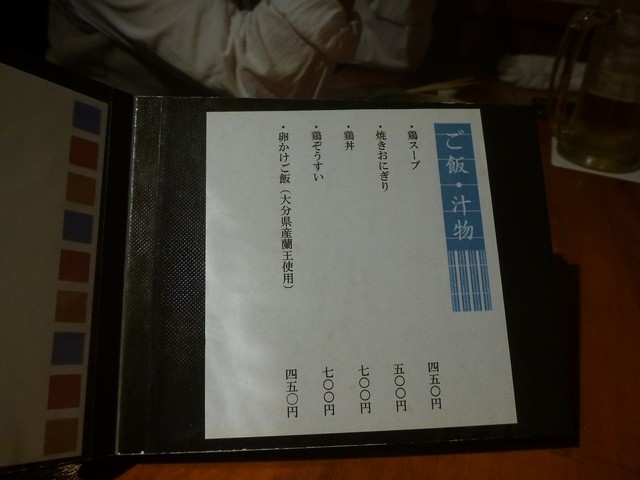 ご飯・汁物
・鶏スープ 四五〇円
・焼きおにぎり 五〇〇円
・鶏丼 七〇〇円
・鶏ぞうすい 七〇〇円
・卵かけご飯（大分県産蘭王使用） 四五〇円